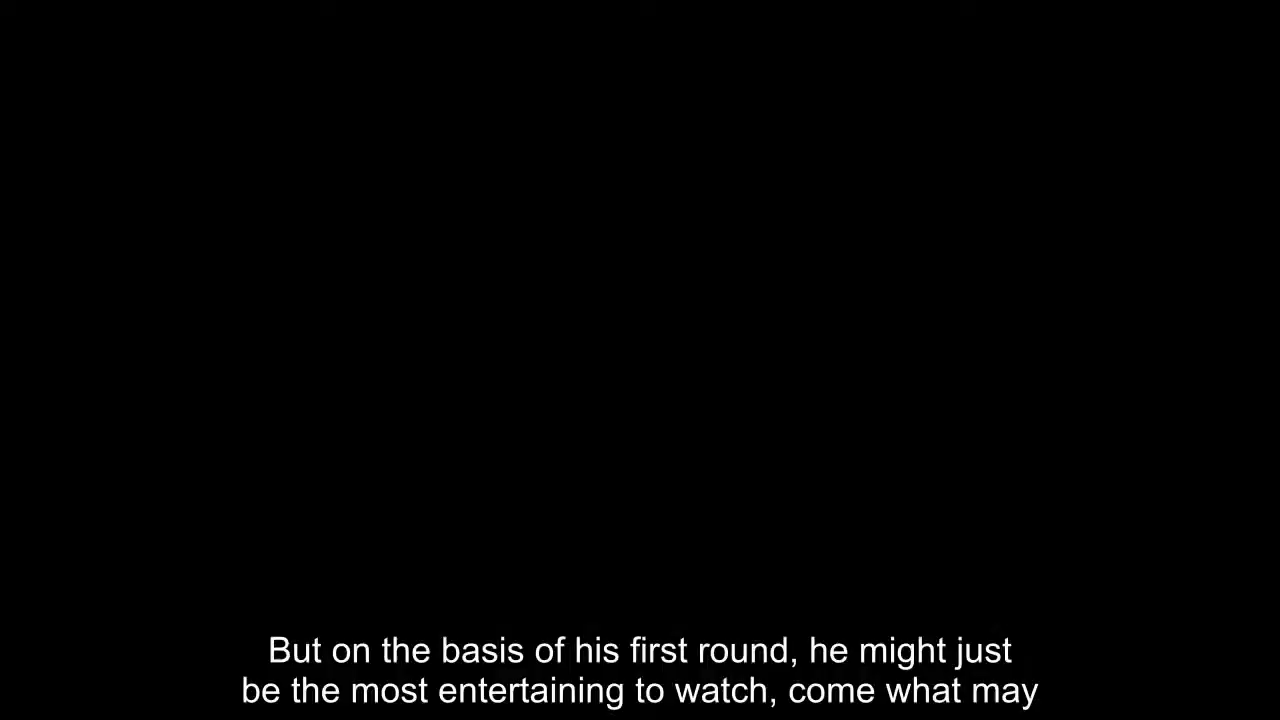 But on the basis of his first round, he might just
be the most entertaining to watch, come what may